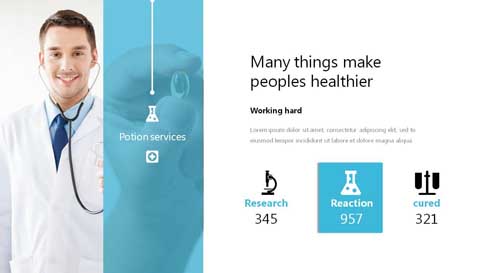 Many things make
peoples healthier
Working hard
Lorem ipsum dolor sit amet, consectetur adipiscing elit, sed to
eiusmod tempor incididunt ut labore et dolore magna aliqua
Potion services
Research
345
Reaction
957
cured
321